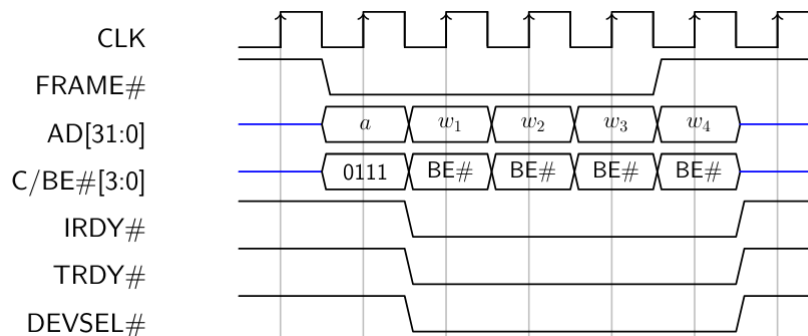 CLK
FRAME#
AD[31:0] a w₁ w₂ w₃ w₄
C/BE#[3:0] 0111 BE# BE# BE# BE#
IRDY#
TRDY#
DEVSEL#